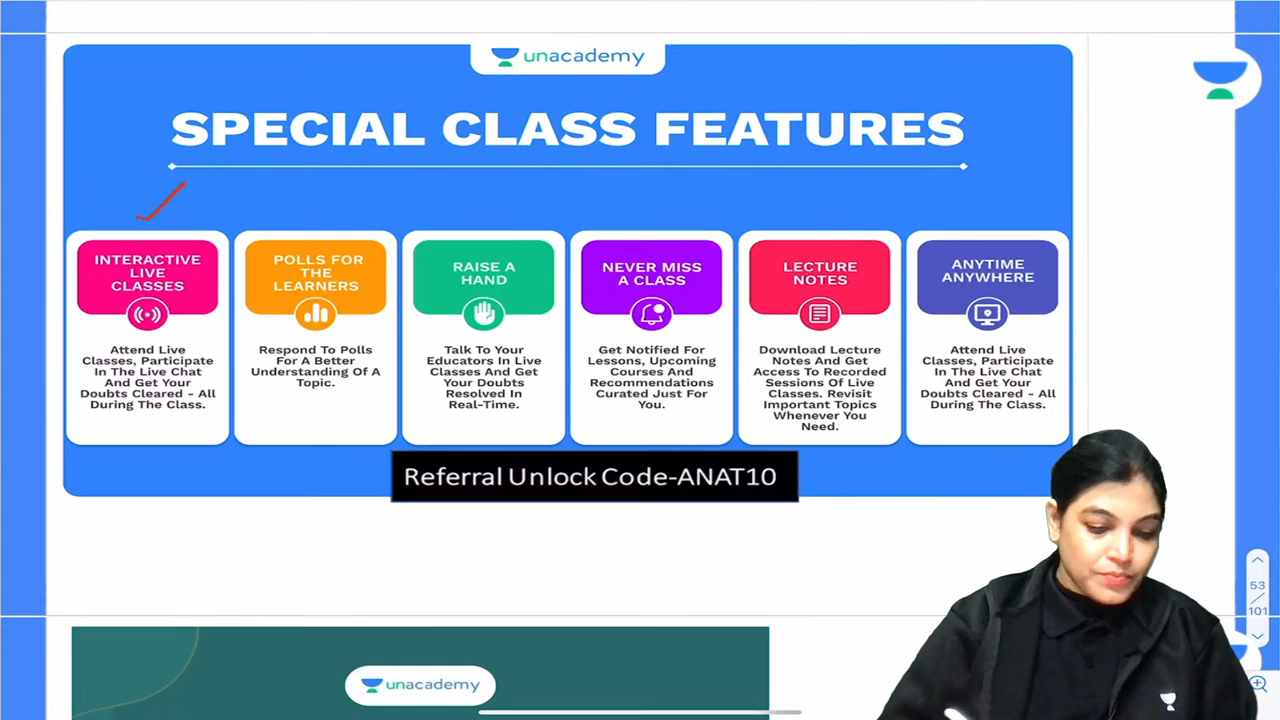 unacademy
SPECIAL CLASS FEATURES
INTERACTIVE
LIVE
CLASSES
Attend Live
Classes, Participate
In The Live Chat
And Get Your
Doubts Cleared - All
During The Class.
POLLS FOR
THE
LEARNERS
Respond To Polls
For A Better
Understanding Of A
Topic.
RAISE A
HAND
Talk To Your
Educators In Live
Classes And Get
Your Doubts
Resolved In
Real-Time.
NEVER MISS
A CLASS
Get Notified For
Lessons, Upcoming
Courses And
Recommendations
Curated Just For
You.
LECTURE
NOTES
Download Lecture
Notes And Get
Access To Recorded
Sessions Of Live
Classes. Revisit
Important Topics
Whenever You
Need.
ANYTIME
ANYWHERE
Attend Live
Classes, Participate
In The Live Chat
And Get Your
Doubts Cleared - All
During The Class.
Referral Unlock Code-ANAT10
53
/
101
unacademy